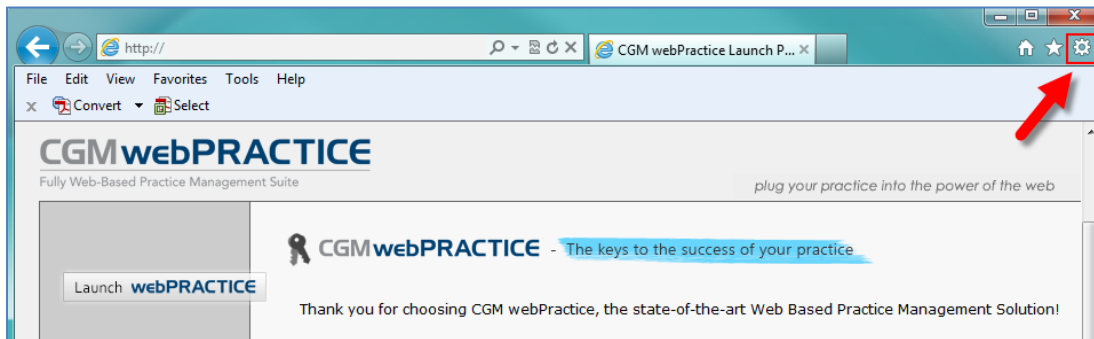 http://
CGM webPractice Launch P...
File Edit View Favorites Tools Help
x Convert Select
CGM webPRACTICE
Fully Web-Based Practice Management Suite
plug your practice into the power of the web
CGM webPRACTICE - The keys to the success of your practice
Launch webPRACTICE
Thank you for choosing CGM webPractice, the state-of-the-art Web Based Practice Management Solution!